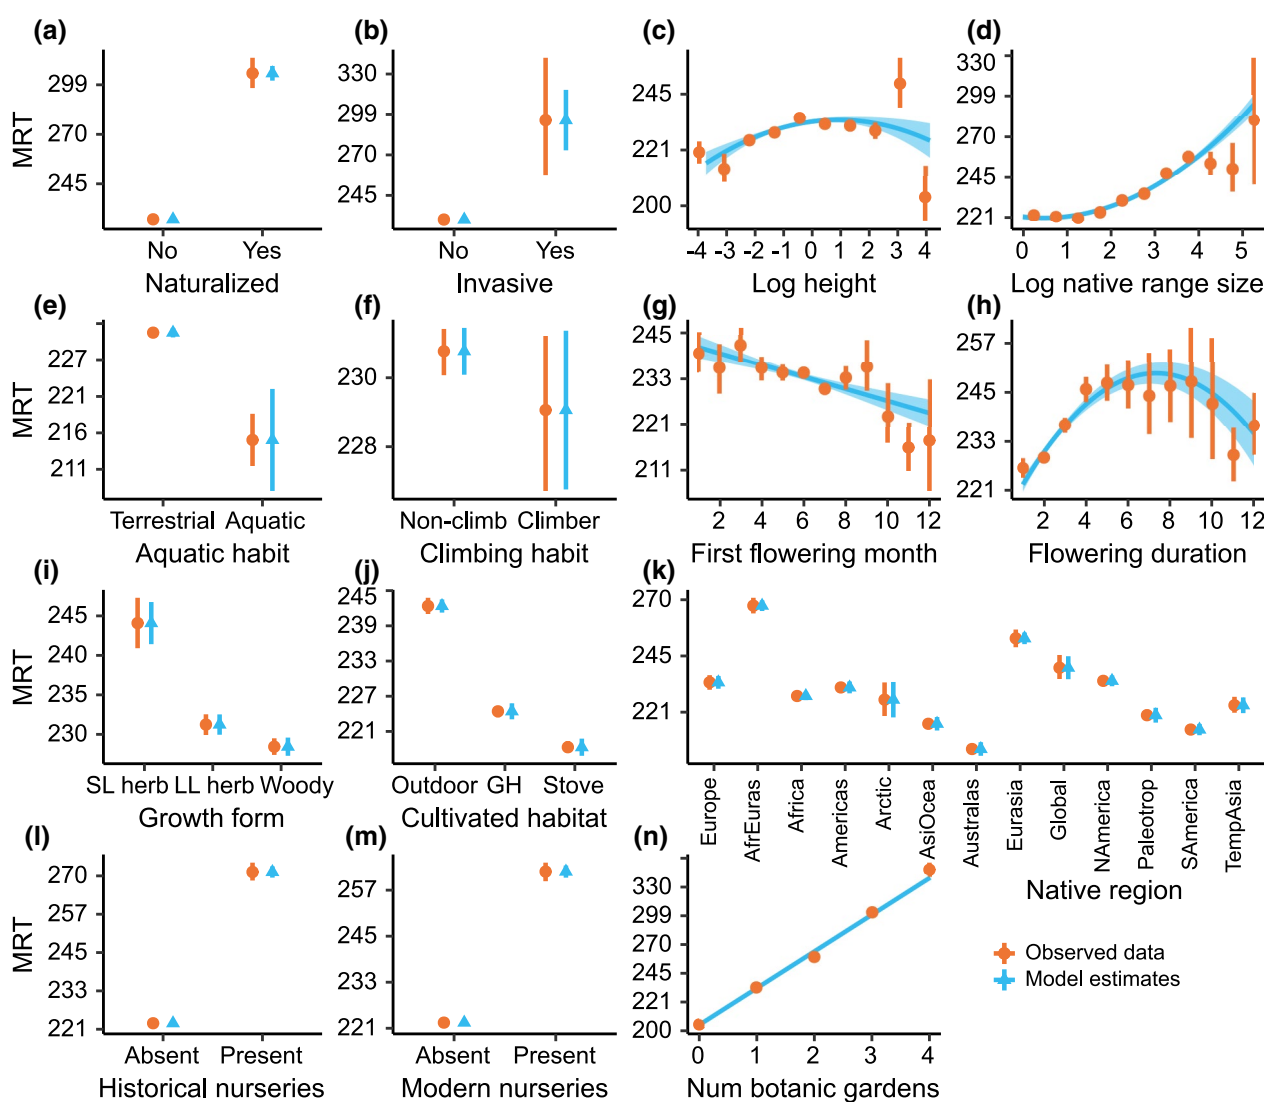 (a)
MRT
299
270
245
No Yes
Naturalized
(b)
330
299
270
245
No Yes
Invasive
(c)
245
221
200
-4 -3 -2 -1 0 1 2 3 4
Log height
(d)
330
299
270
245
221
0 1 2 3 4 5
Log native range size
(e)
MRT
227
221
216
211
Terrestrial Aquatic
Aquatic habit
(f)
230
228
Non-climb Climber
Climbing habit
(g)
245
233
221
211
2 4 6 8 10 12
First flowering month
(h)
257
245
233
221
2 4 6 8 10 12
Flowering duration
(i)
MRT
245
240
235
230
SL herb LL herb Woody
Growth form
(j)
245
239
233
227
221
Outdoor GH Stove
Cultivated habitat
(k)
270
245
221
Europe
AfrEuras
Africa
Americas
Arctic
AsiOcea
Australas
Eurasia
Global
NAmerica
Paleotrop
SAmerica
TempAsia
Native region
(l)
MRT
270
257
245
233
221
Absent Present
Historical nurseries
(m)
257
245
233
221
Absent Present
Modern nurseries
(n)
330
299
270
245
221
200
0 1 2 3 4
Num botanic gardens
Observed data
Model estimates